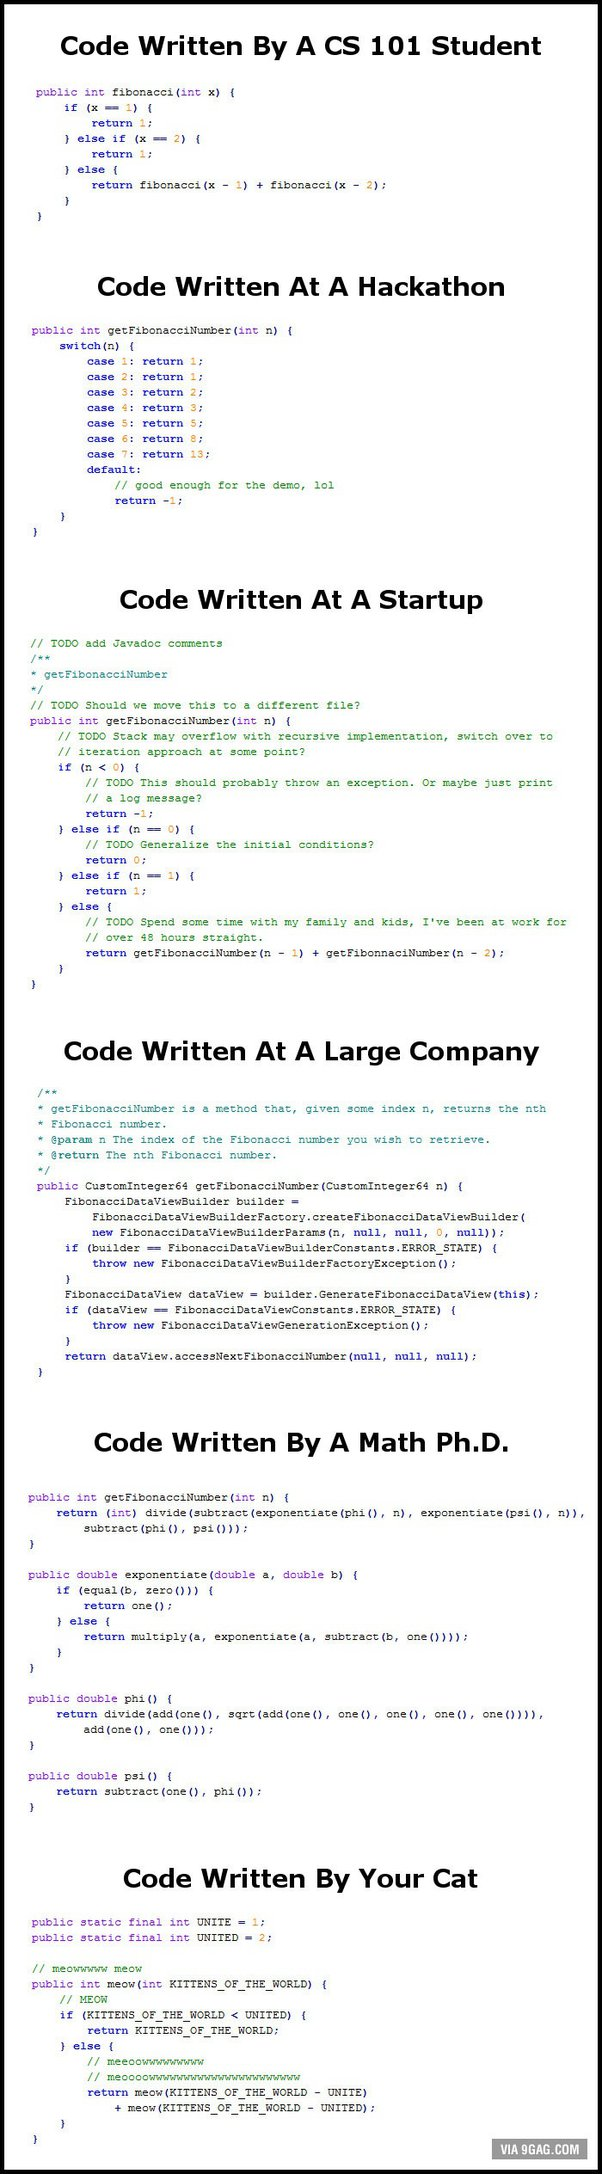 Code Written By A CS 101 Student
public int fibonacci(int x) {
if (x == 1) {
return 1;
} else if (x == 2) {
return 1;
} else {
return fibonacci(x - 1) + fibonacci(x - 2);
}
}
Code Written At A Hackathon
public int getFibonacciNumber(int n) {
switch(n) {
case 1: return 1;
case 2: return 1;
case 3: return 2;
case 4: return 3;
case 5: return 5;
case 6: return 8;
case 7: return 13;
default:
// good enough for the demo, lol
return -1;
}
}
Code Written At A Startup
// TODO add Javadoc comments
/**
* getFibonacciNumber
*/
// TODO Should we move this to a different file?
public int getFibonacciNumber(int n) {
// TODO Stack may overflow with recursive implementation, switch over to
// iteration approach at some point?
if (n < 0) {
// TODO This should probably throw an exception. Or maybe just print
// a log message?
return -1;
} else if (n == 0) {
// TODO Generalize the initial conditions?
return 0;
} else if (n == 1) {
return 1;
} else {
// TODO Spend some time with my family and kids, I've been at work for
// over 48 hours straight.
return getFibonacciNumber(n - 1) + getFibonnaciNumber(n - 2);
}
}
Code Written At A Large Company
/**
* getFibonacciNumber is a method that, given some index n, returns the nth
* Fibonacci number.
* @param n The index of the Fibonacci number you wish to retrieve.
* @return The nth Fibonacci number.
*/
public CustomInteger64 getFibonacciNumber(CustomInteger64 n) {
FibonacciDataViewBuilder builder =
FibonacciDataViewBuilderFactory.createFibonacciDataViewBuilder(
new FibonacciDataViewBuilderParams(n, null, null, 0, null));
if (builder == FibonacciDataViewBuilderConstants.ERROR_STATE) {
throw new FibonacciDataViewBuilderFactoryException();
}
FibonacciDataView dataView = builder.GenerateFibonacciDataView(this);
if (dataView == FibonacciDataViewConstants.ERROR_STATE) {
throw new FibonacciDataViewGenerationException();
}
return dataView.accessNextFibonacciNumber(null, null, null);
}
Code Written By A Math Ph.D.
public int getFibonacciNumber(int n) {
return (int) divide(subtract(exponentiate(phi(), n), exponentiate(psi(), n)),
subtract(phi(), psi()));
}
public double exponentiate(double a, double b) {
if (equal(b, zero())) {
return one();
} else {
return multiply(a, exponentiate(a, subtract(b, one())));
}
}
public double phi() {
return divide(add(one(), sqrt(add(one(), one(), one(), one(), one()))),
add(one(), one()));
}
public double psi() {
return subtract(one(), phi());
}
Code Written By Your Cat
public static final int UNITE = 1;
public static final int UNITED = 2;
// meowwwww meow
public int meow(int KITTENS_OF_THE_WORLD) {
// MEOW
if (KITTENS_OF_THE_WORLD < UNITED) {
return KITTENS_OF_THE_WORLD;
} else {
// meeoowwwwwwwww
// meoooowwwwwwwwwwwwwwwwwwwwww
return meow(KITTENS_OF_THE_WORLD - UNITE)
+ meow(KITTENS_OF_THE_WORLD - UNITED);
}
}
VIA 9GAG.COM